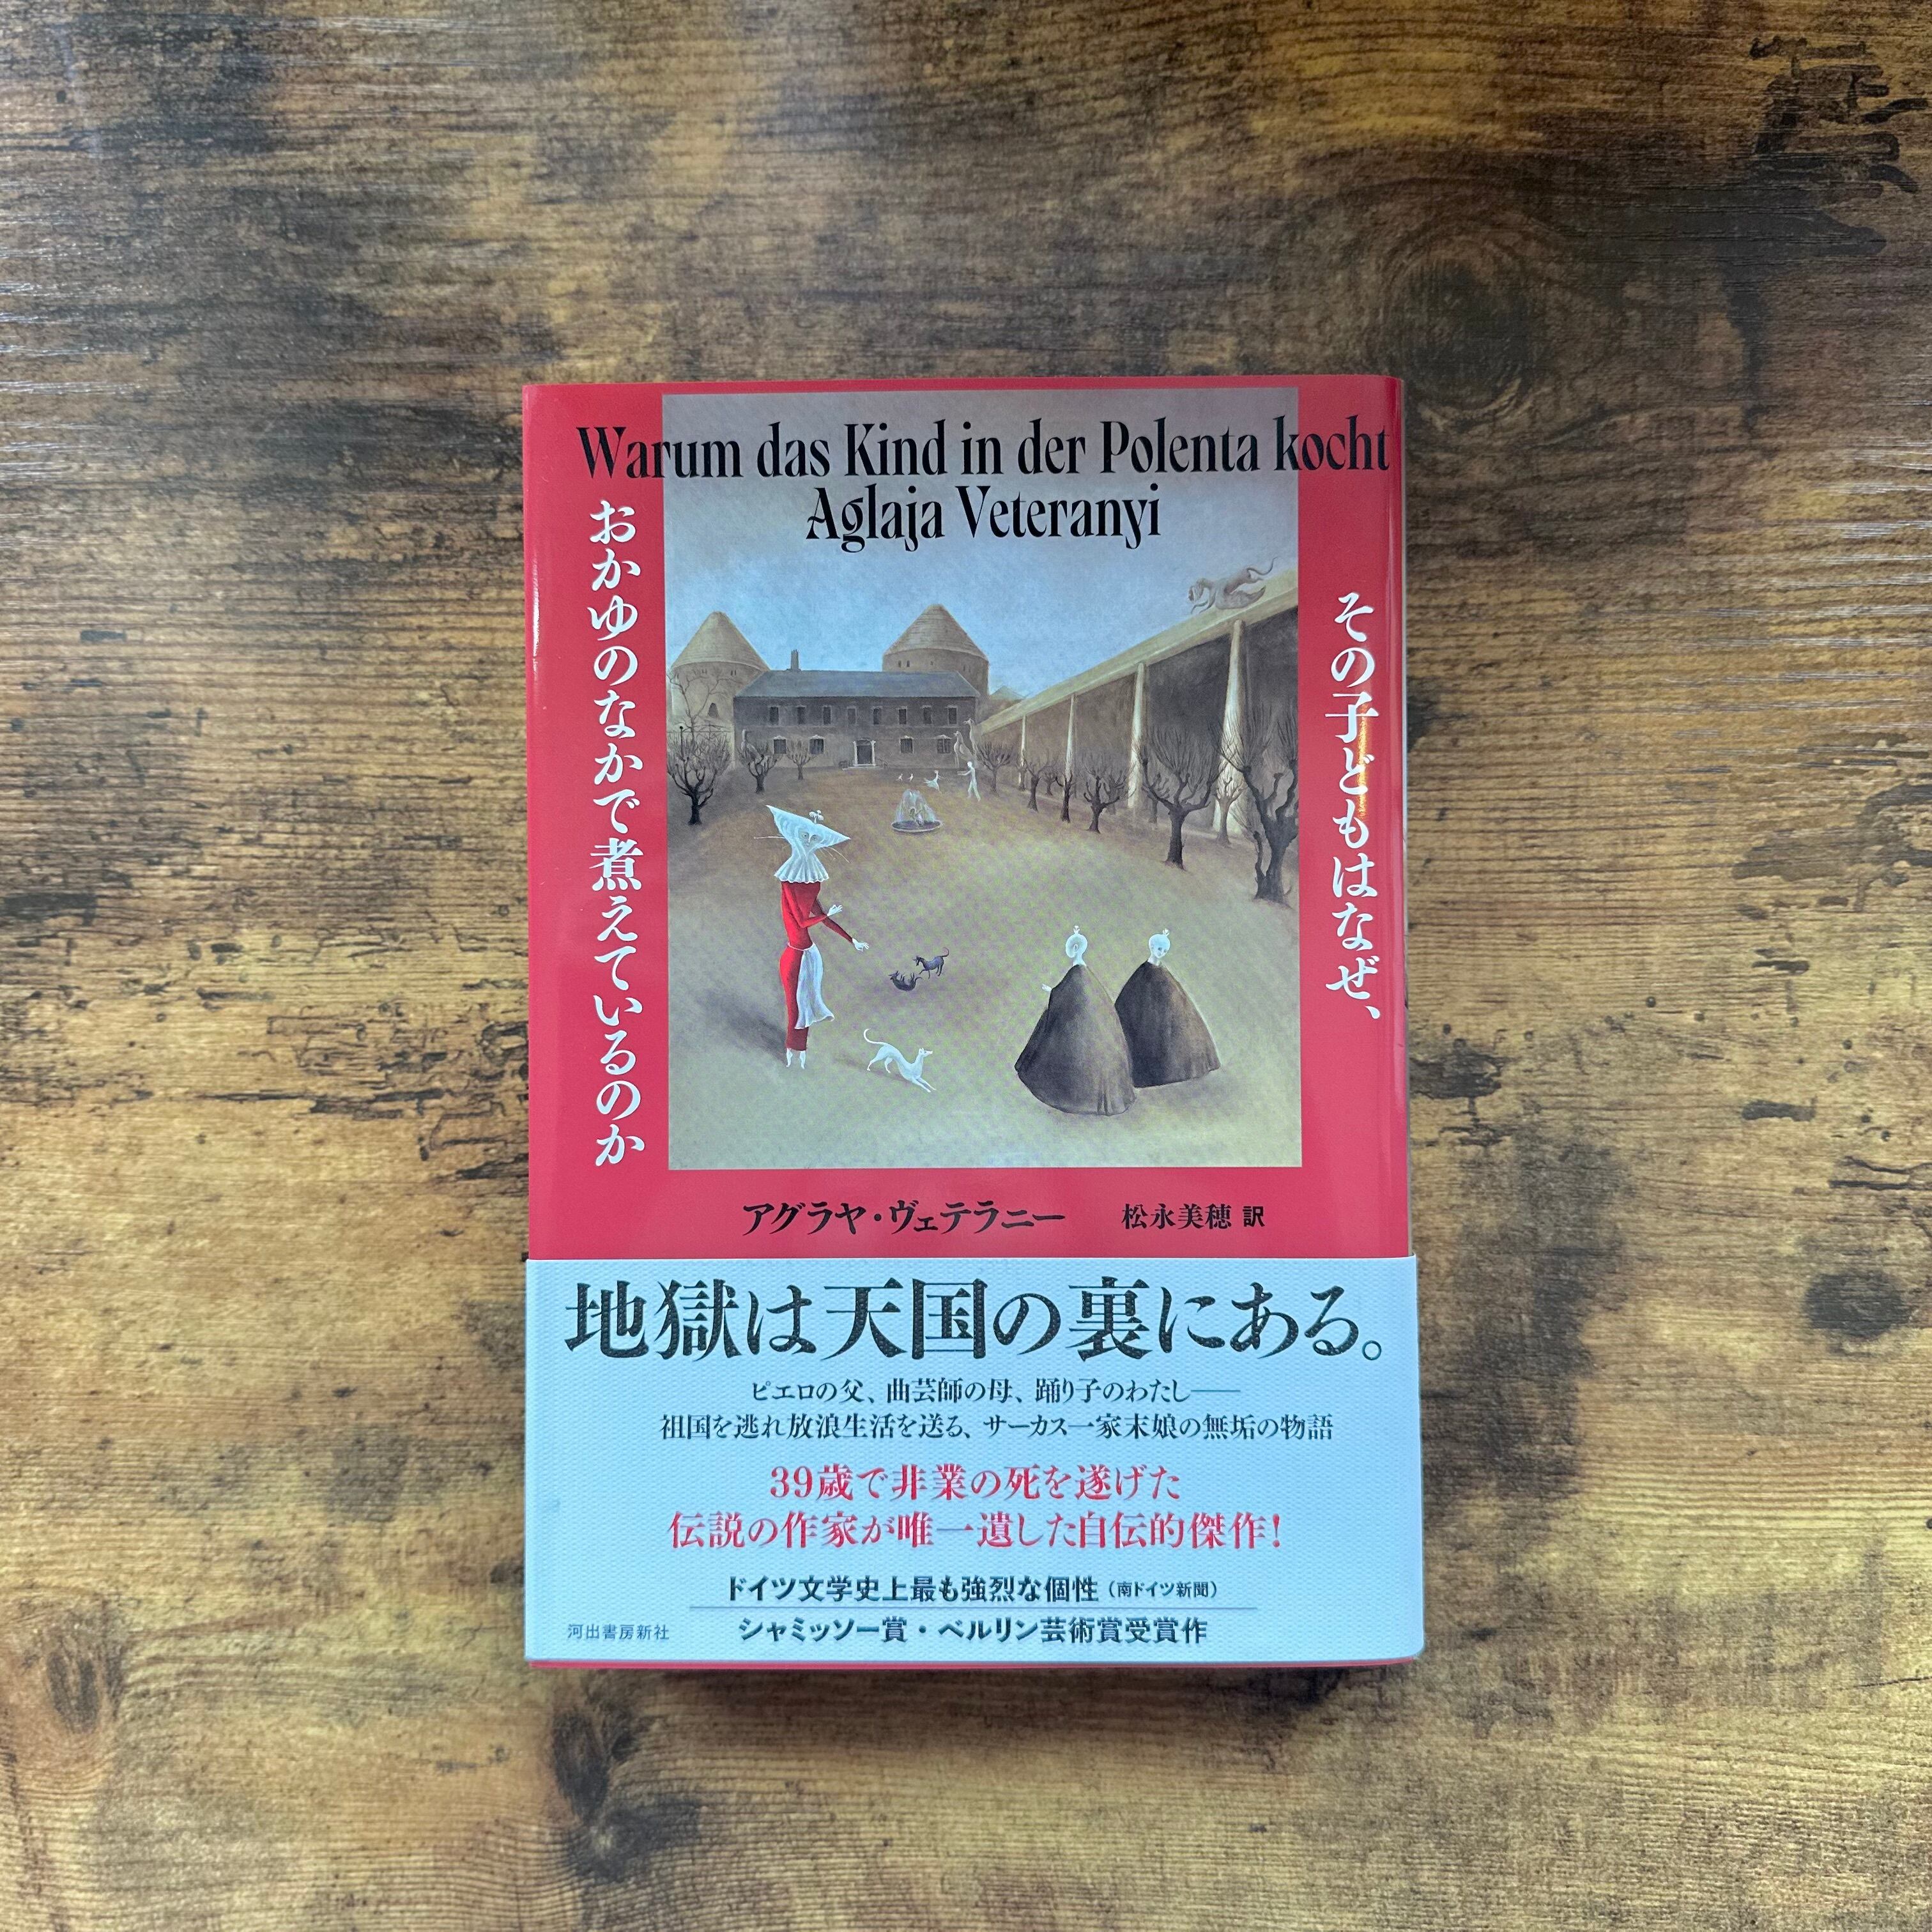 Warum das Kind in der Polenta kocht
Aglaja Veteranyi
その子どもはなぜ、
おかゆのなかで煮えているのか
アグラヤ・ヴェテラニー
松永美穂 訳
地獄は天国の裏にある。
ピエロの父、曲芸師の母、踊り子のわたし──
祖国を逃れ放浪生活を送る、サーカス一家末娘の無垢の物語
39歳で非業の死を遂げた
伝説の作家が唯一遺した自伝的傑作!
ドイツ文学史上最も強烈な個性(南ドイツ新聞)
シャミッソー賞・ベルリン芸術賞受賞作
河出書房新社